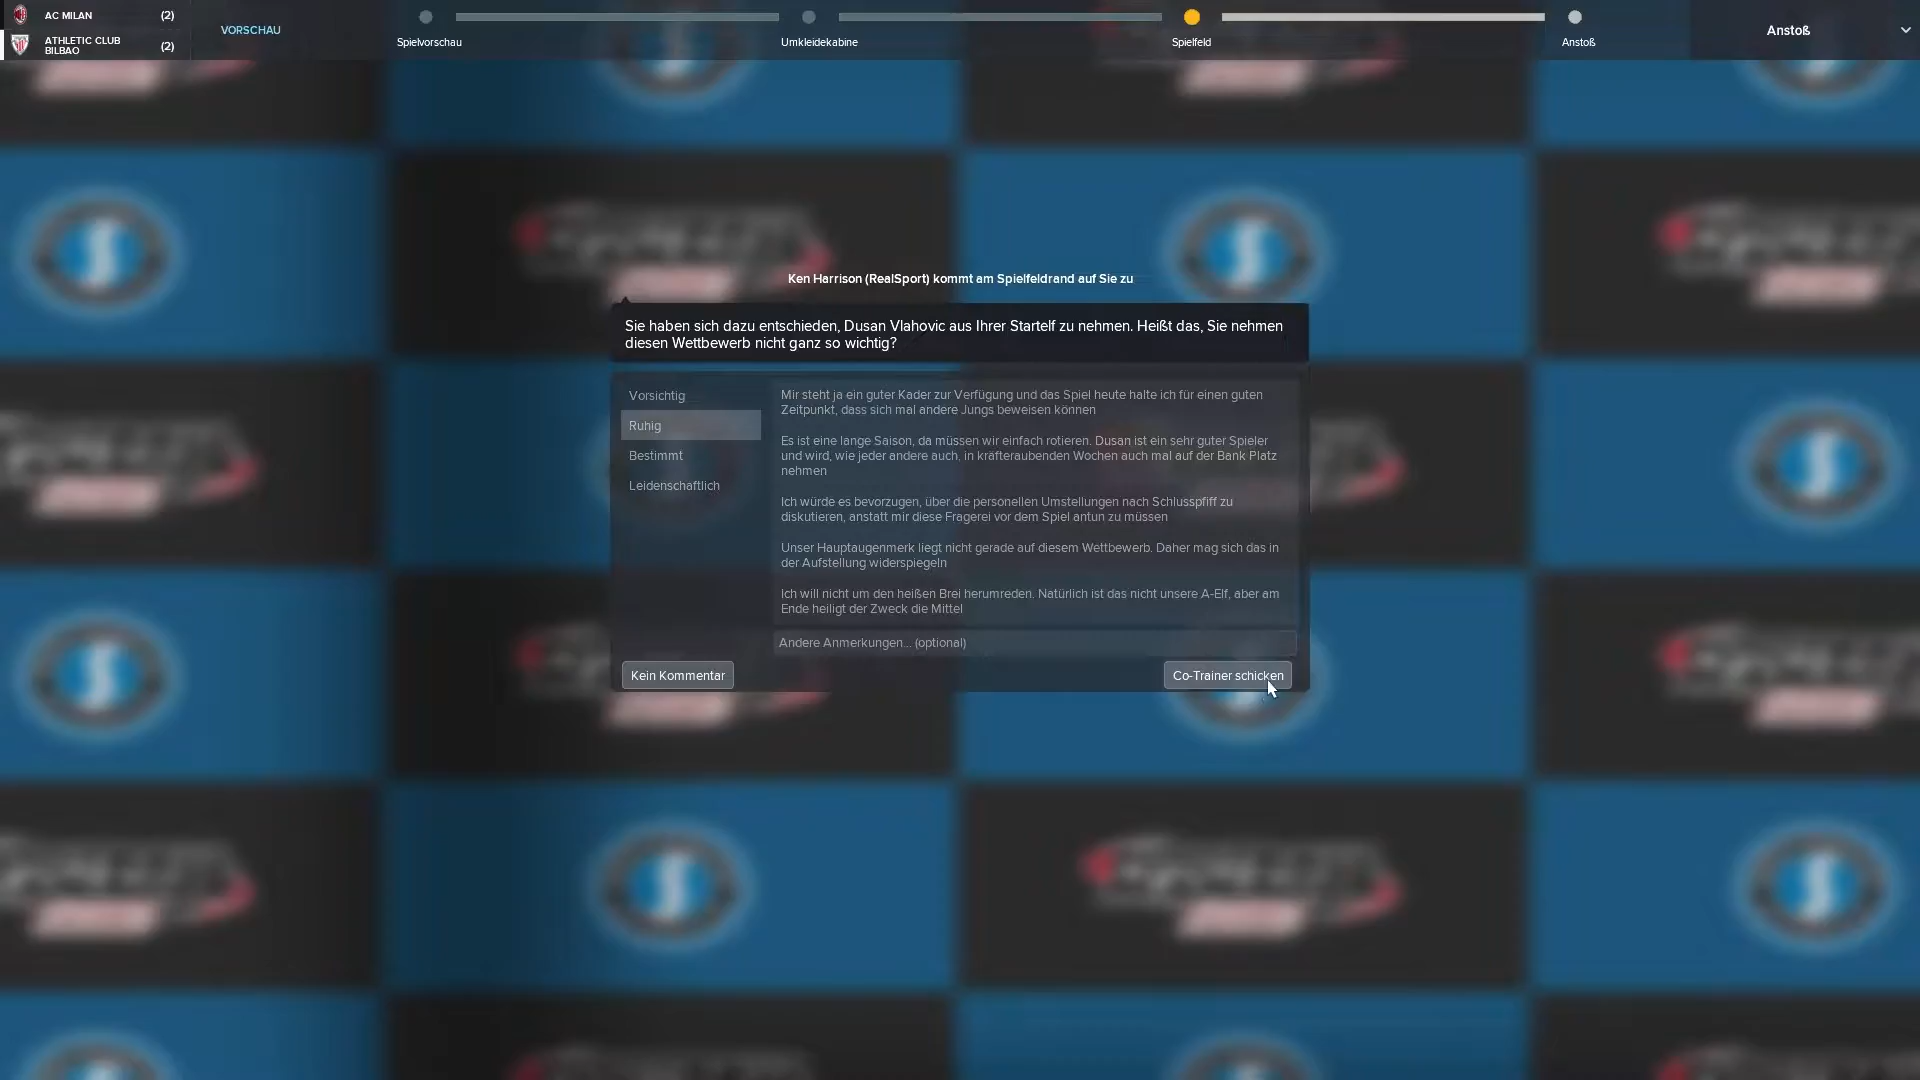 AC MILAN (2)
ATHLETIC CLUB
BILBAO (2)
VORSCHAU
Spielvorschau
Umkleidekabine
Spielfeld
Anstoß
Anstoß
Ken Harrison (RealSport) kommt am Spielfeldrand auf Sie zu
Sie haben sich dazu entschieden, Dusan Vlahovic aus Ihrer Startelf zu nehmen. Heißt das, Sie nehmen
diesen Wettbewerb nicht ganz so wichtig?
Vorsichtig
Ruhig
Bestimmt
Leidenschaftlich
Mir steht ja ein guter Kader zur Verfügung und das Spiel heute halte ich für einen guten
Zeitpunkt, dass sich mal andere Jungs beweisen können
Es ist eine lange Saison, da müssen wir einfach rotieren. Dusan ist ein sehr guter Spieler
und wird, wie jeder andere auch, in kräfteraubenden Wochen auch mal auf der Bank Platz
nehmen
Ich würde es bevorzugen, über die personellen Umstellungen nach Schlusspfiff zu
diskutieren, anstatt mir diese Fragerei vor dem Spiel antun zu müssen
Unser Hauptaugenmerk liegt nicht gerade auf diesem Wettbewerb. Daher mag sich das in
der Aufstellung widerspiegeln
Ich will nicht um den heißen Brei herumreden. Natürlich ist das nicht unsere A-Elf, aber am
Ende heiligt der Zweck die Mittel
Andere Anmerkungen... (optional)
Kein Kommentar
Co-Trainer schicken